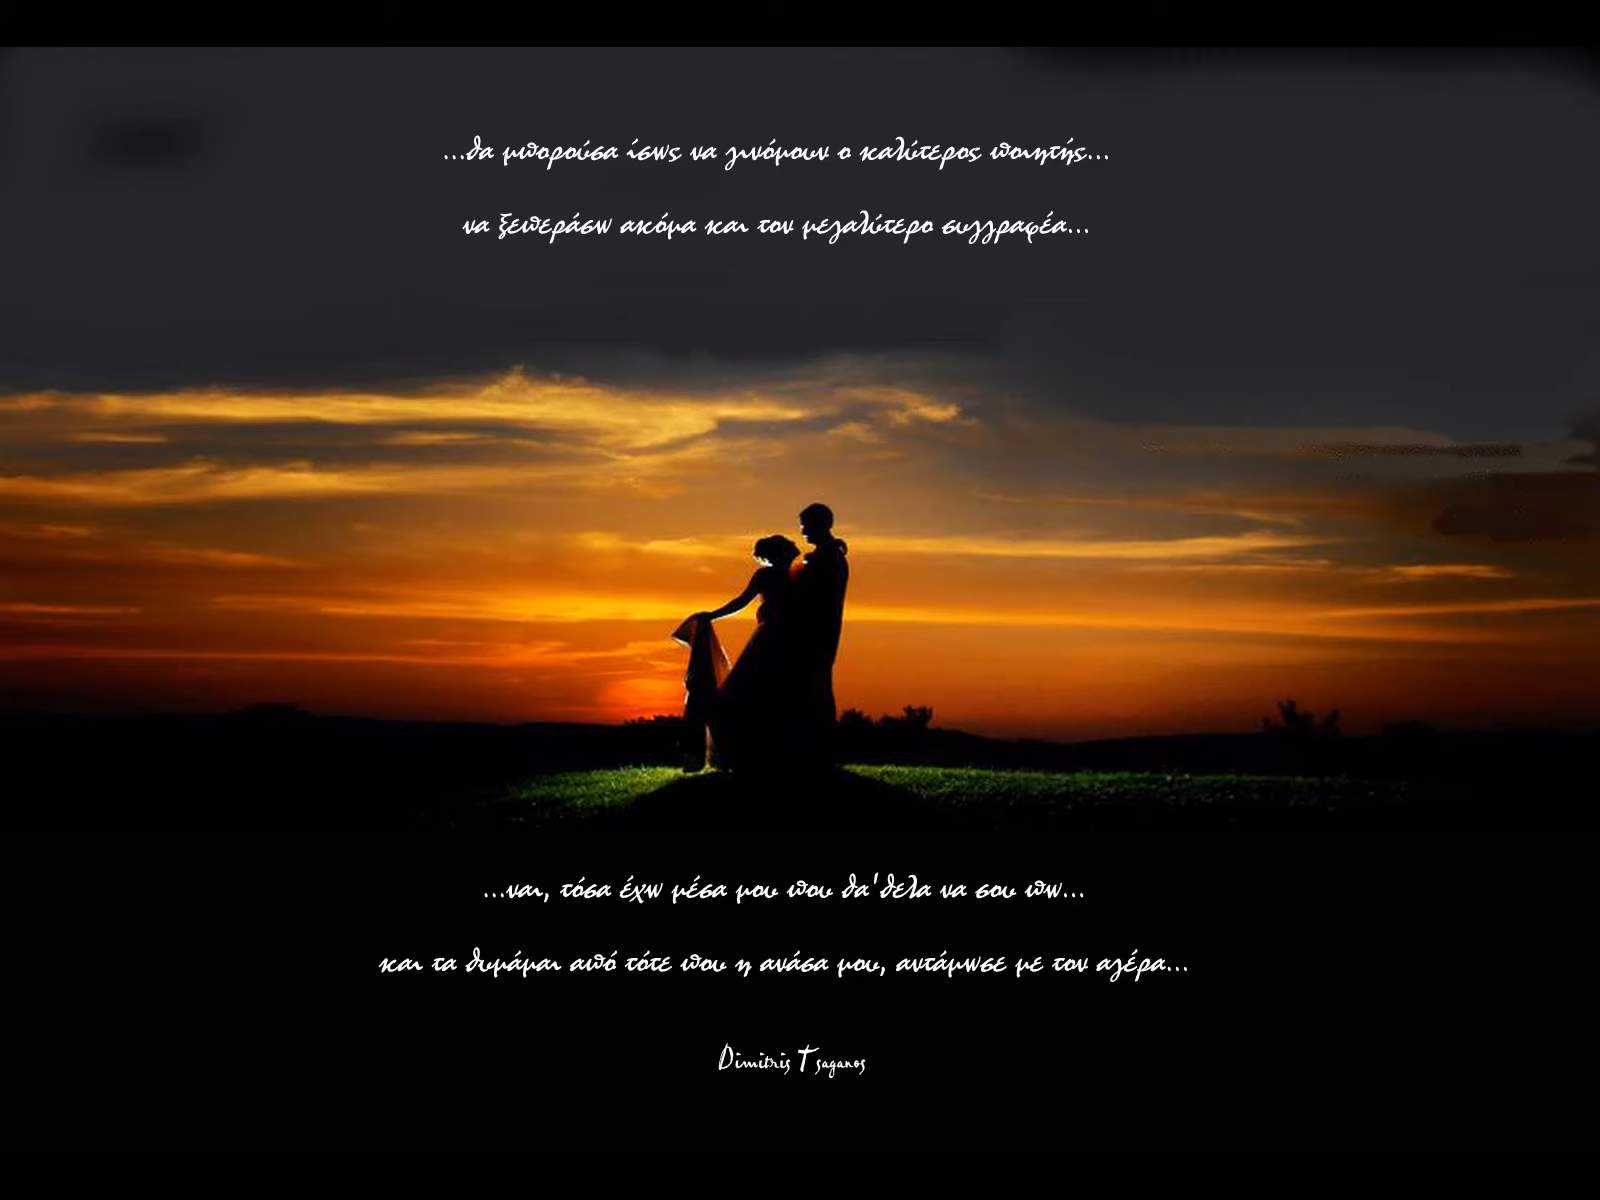 ...θα μπορούσα ίσως να γινόμουν ο καλύτερος ποιητής...
να ξεπεράσω ακόμα και τον μεγαλύτερο συγγραφέα...
...ναι, τόσα έχω μέσα μου που θα'θελα να σου πω...
και τα θυμάμαι από τότε που η ανάσα μου, αντάμωσε με τον αγέρα...
Dimitris Tsaganos